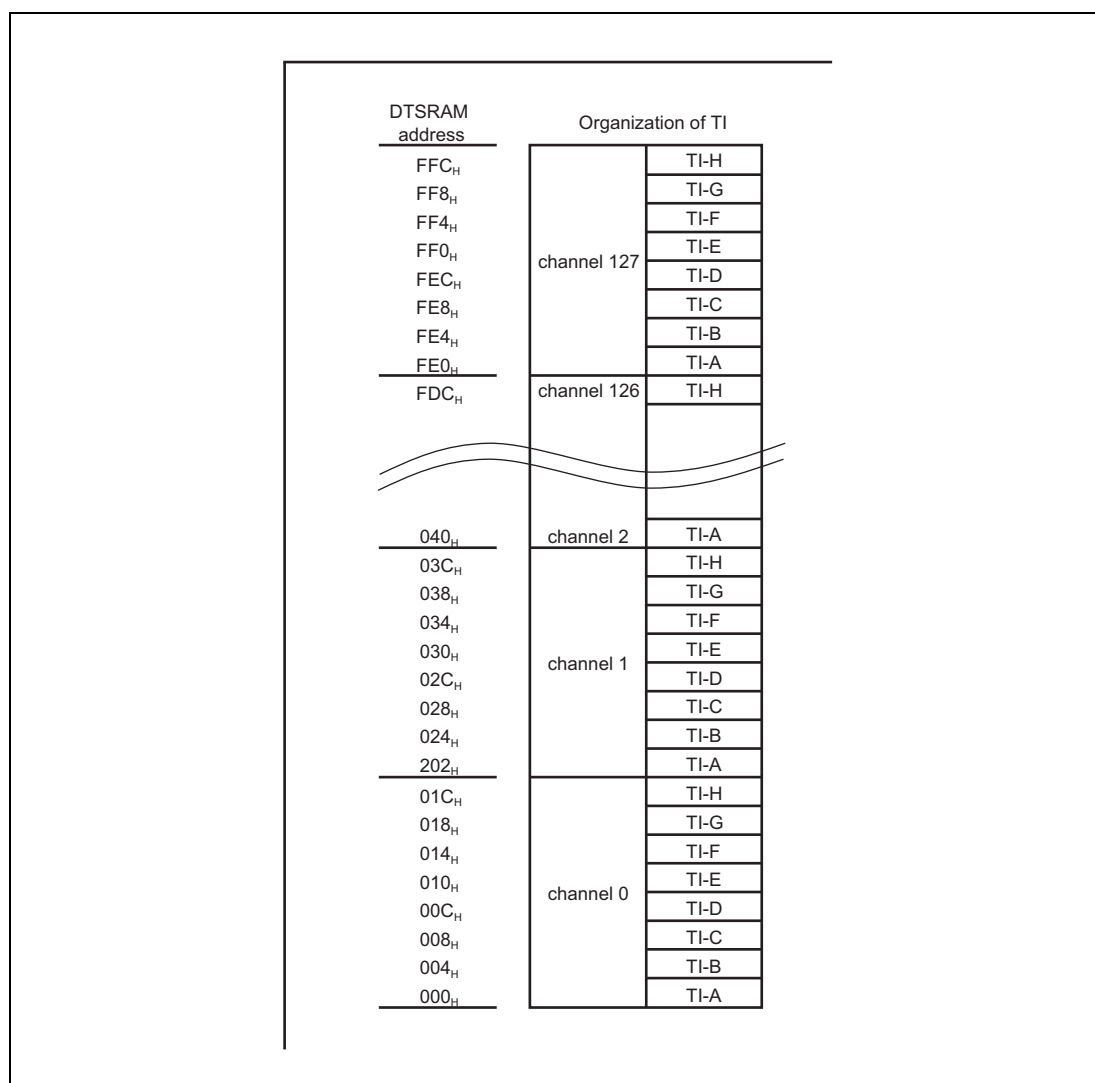 DTSRAM
address
Organization of TI
FFCH TI-H
FF8H TI-G
FF4H TI-F
FF0H TI-E
channel 127
FECH TI-D
FE8H TI-C
FE4H TI-B
FE0H TI-A
FDCH channel 126 TI-H
040H channel 2 TI-A
03CH TI-H
038H TI-G
034H TI-F
030H TI-E
channel 1
02CH TI-D
028H TI-C
024H TI-B
202H TI-A
01CH TI-H
018H TI-G
014H TI-F
010H TI-E
channel 0
00CH TI-D
008H TI-C
004H TI-B
000H TI-A